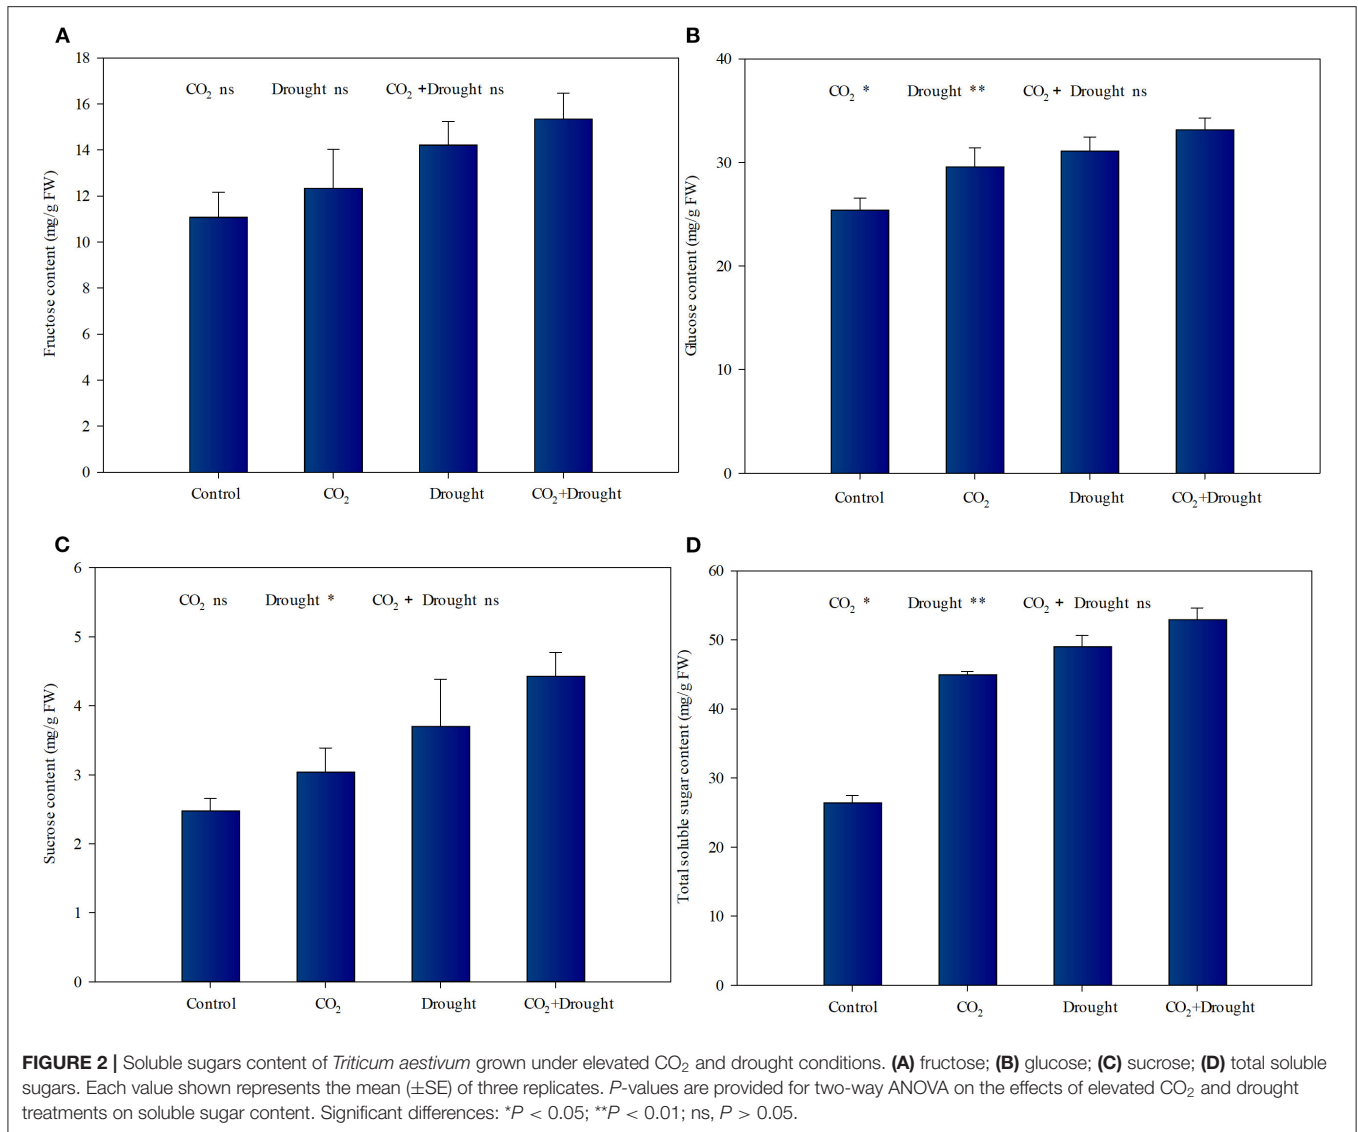 A
18
16
14
12
10
8
6
4
2
0
Fructose content (mg/g FW)
CO₂ ns Drought ns CO₂ +Drought ns
Control CO₂ Drought CO₂+Drought
B
40
30
20
10
0
Glucose content (mg/g FW)
CO₂ * Drought ** CO₂ + Drought ns
Control CO₂ Drought CO₂+Drought
C
6
5
4
3
2
1
0
Sucrose content (mg/g FW)
CO₂ ns Drought * CO₂ + Drought ns
Control CO₂ Drought CO₂+Drought
D
60
50
40
30
20
10
0
Total soluble sugar content (mg/g FW)
CO₂ * Drought ** CO₂ + Drought ns
Control CO₂ Drought CO₂+Drought
FIGURE 2 | Soluble sugars content of Triticum aestivum grown under elevated CO₂ and drought conditions. (A) fructose; (B) glucose; (C) sucrose; (D) total soluble
sugars. Each value shown represents the mean (±SE) of three replicates. P-values are provided for two-way ANOVA on the effects of elevated CO₂ and drought
treatments on soluble sugar content. Significant differences: *P < 0.05; **P < 0.01; ns, P > 0.05.